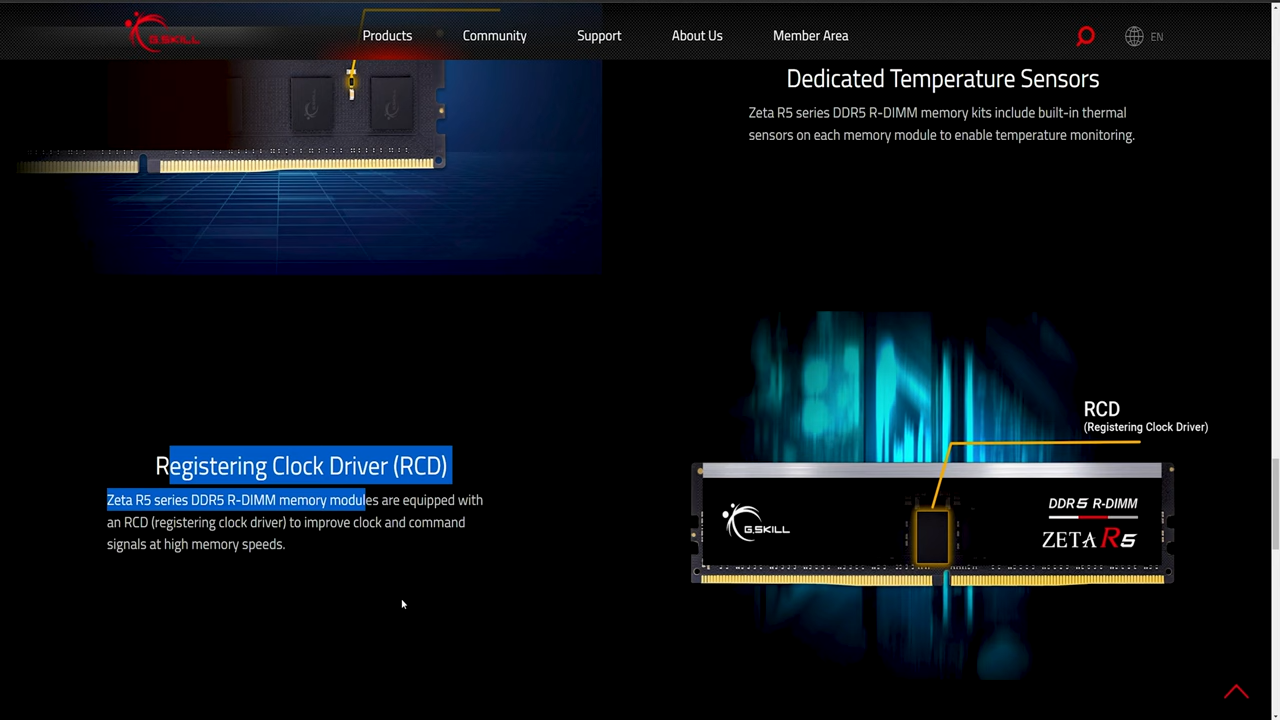 G.SKILL
Products
Community
Support
About Us
Member Area
EN
Dedicated Temperature Sensors
Zeta R5 series DDR5 R-DIMM memory kits include built-in thermal
sensors on each memory module to enable temperature monitoring.
Registering Clock Driver (RCD)
Zeta R5 series DDR5 R-DIMM memory modules are equipped with
an RCD (registering clock driver) to improve clock and command
signals at high memory speeds.
RCD
(Registering Clock Driver)
G.SKILL
DDR5 R-DIMM
ZETA R5